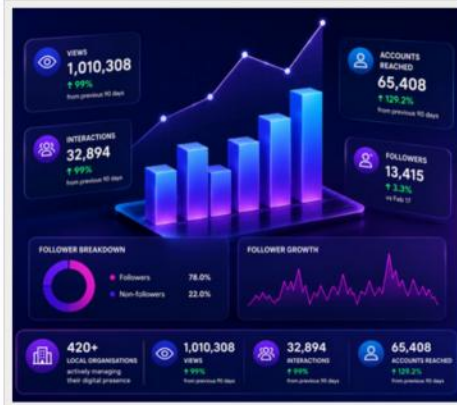 VIEWS
1,010,308
↑ 99%
from previous 90 days
ACCOUNTS
REACHED
65,408
↑ 129.2%
from previous 90 days
INTERACTIONS
32,894
↑ 99%
from previous 90 days
FOLLOWERS
13,415
↑ 3.3%
vs Feb 17
FOLLOWER BREAKDOWN
Followers 78.0%
Non-followers 22.0%
FOLLOWER GROWTH
420+
LOCAL ORGANISATIONS
actively managing
their digital presence
1,010,308
VIEWS
↑ 99%
from previous 90 days
32,894
INTERACTIONS
↑ 99%
from previous 90 days
65,408
ACCOUNTS REACHED
↑ 129.2%
from previous 90 days